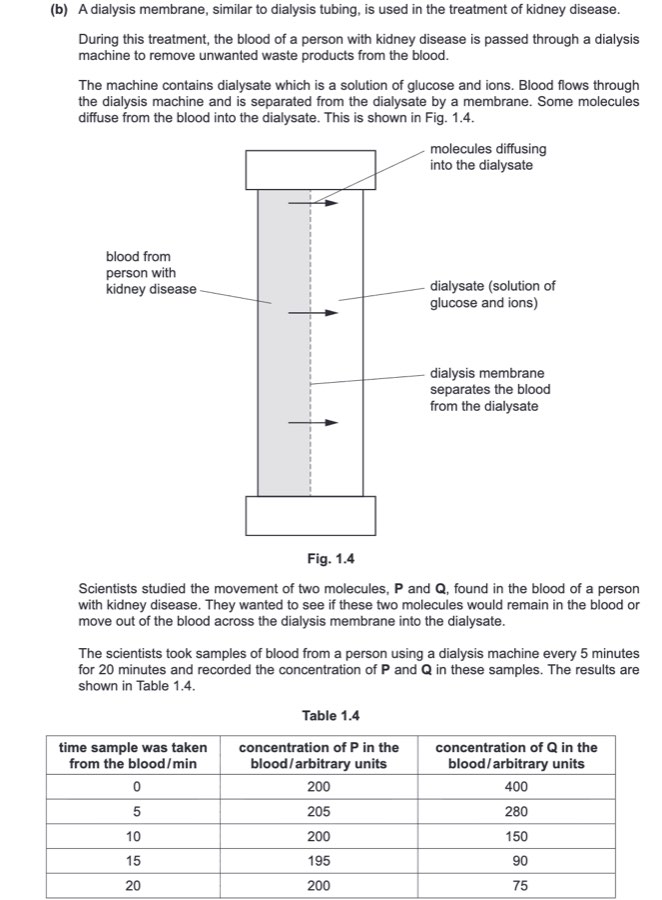 (b) A dialysis membrane, similar to dialysis tubing, is used in the treatment of kidney disease.
During this treatment, the blood of a person with kidney disease is passed through a dialysis
machine to remove unwanted waste products from the blood.
The machine contains dialysate which is a solution of glucose and ions. Blood flows through
the dialysis machine and is separated from the dialysate by a membrane. Some molecules
diffuse from the blood into the dialysate. This is shown in Fig. 1.4.
molecules diffusing
into the dialysate
blood from
person with
kidney disease
dialysate (solution of
glucose and ions)
dialysis membrane
separates the blood
from the dialysate
Fig. 1.4
Scientists studied the movement of two molecules, P and Q, found in the blood of a person
with kidney disease. They wanted to see if these two molecules would remain in the blood or
move out of the blood across the dialysis membrane into the dialysate.
The scientists took samples of blood from a person using a dialysis machine every 5 minutes
for 20 minutes and recorded the concentration of P and Q in these samples. The results are
shown in Table 1.4.
Table 1.4
time sample was taken from the blood/min | concentration of P in the blood/arbitrary units | concentration of Q in the blood/arbitrary units
0 | 200 | 400
5 | 205 | 280
10 | 200 | 150
15 | 195 | 90
20 | 200 | 75